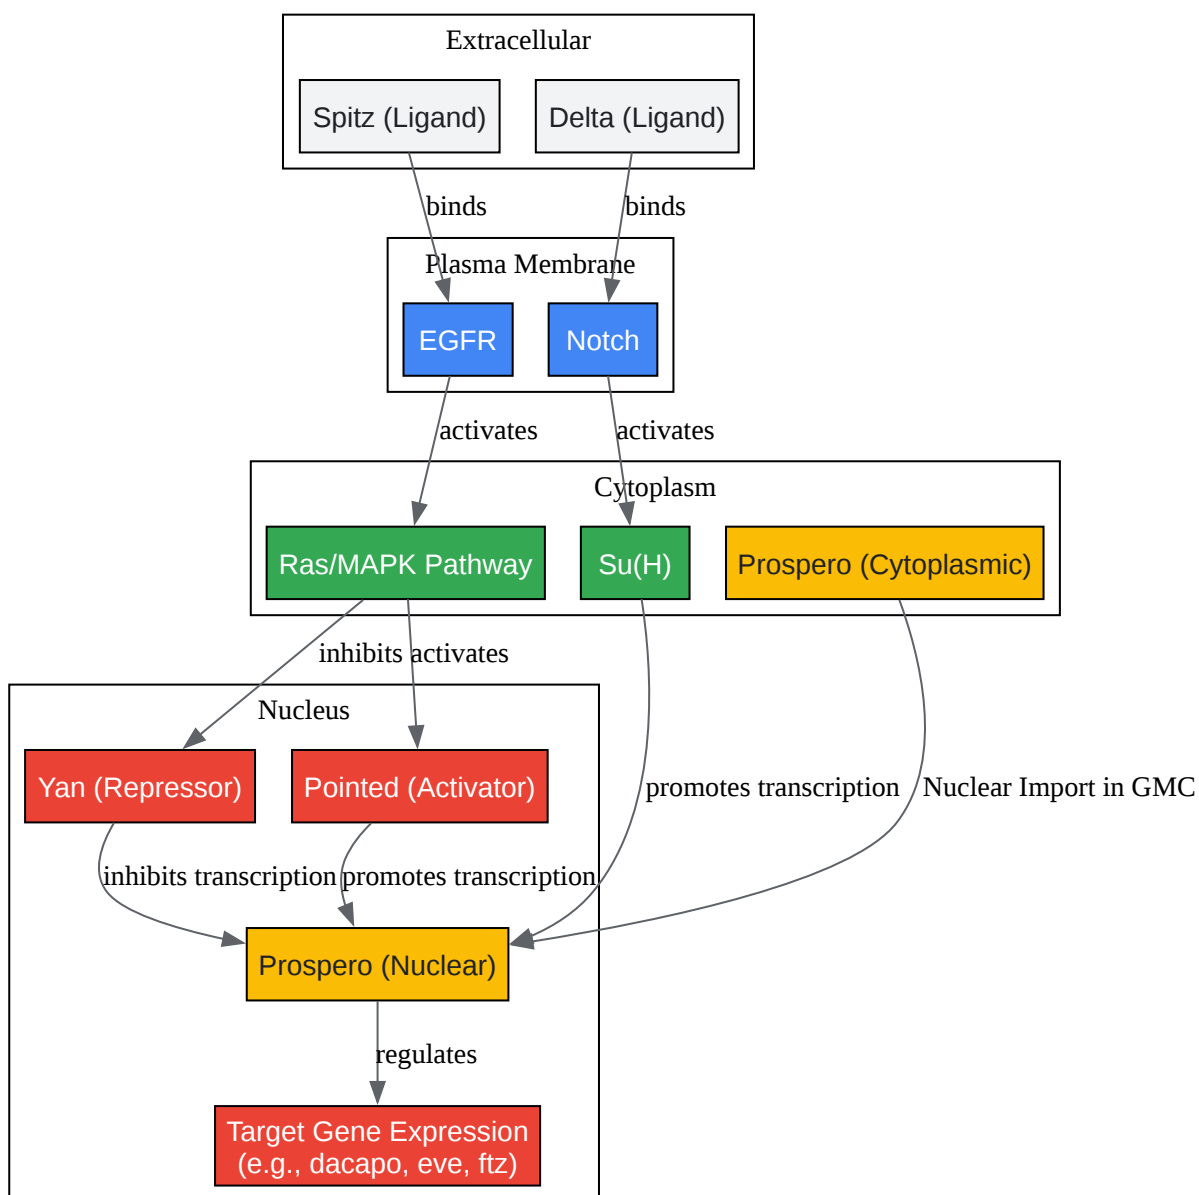 Extracellular
Spitz (Ligand)
Delta (Ligand)
binds
binds
Plasma Membrane
EGFR
Notch
activates
activates
Cytoplasm
Ras/MAPK Pathway
Su(H)
Prospero (Cytoplasmic)
inhibits
activates
Nucleus
Yan (Repressor)
Pointed (Activator)
promotes transcription
Nuclear Import in GMC
inhibits transcription
promotes transcription
Prospero (Nuclear)
regulates
Target Gene Expression
(e.g., dacapo, eve, ftz)